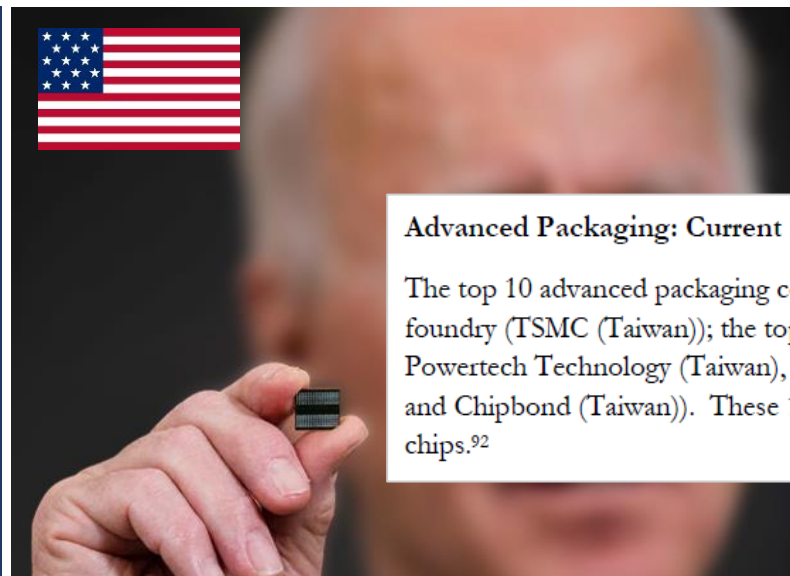 Advanced Packaging: Current
The top 10 advanced packaging c
foundry (TSMC (Taiwan)); the to
Powertech Technology (Taiwan),
and Chipbond (Taiwan)). These
chips.92